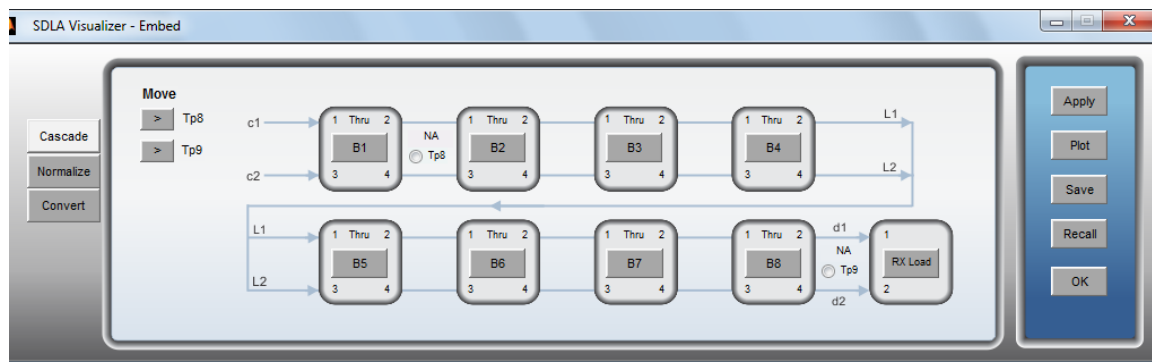 SDLA Visualizer - Embed
X
Cascade
Normalize
Convert
Move
> Tp8
> Tp9
c1
c2
1 Thru 2
B1
3 4
NA
Tp8
1 Thru 2
B2
3 4
1 Thru 2
B3
3 4
1 Thru 2
B4
3 4
L1
L2
L1
L2
1 Thru 2
B5
3 4
1 Thru 2
B6
3 4
1 Thru 2
B7
3 4
1 Thru 2
B8
3 4
d1
NA
Tp9
d2
1
RX Load
2
Apply
Plot
Save
Recall
OK